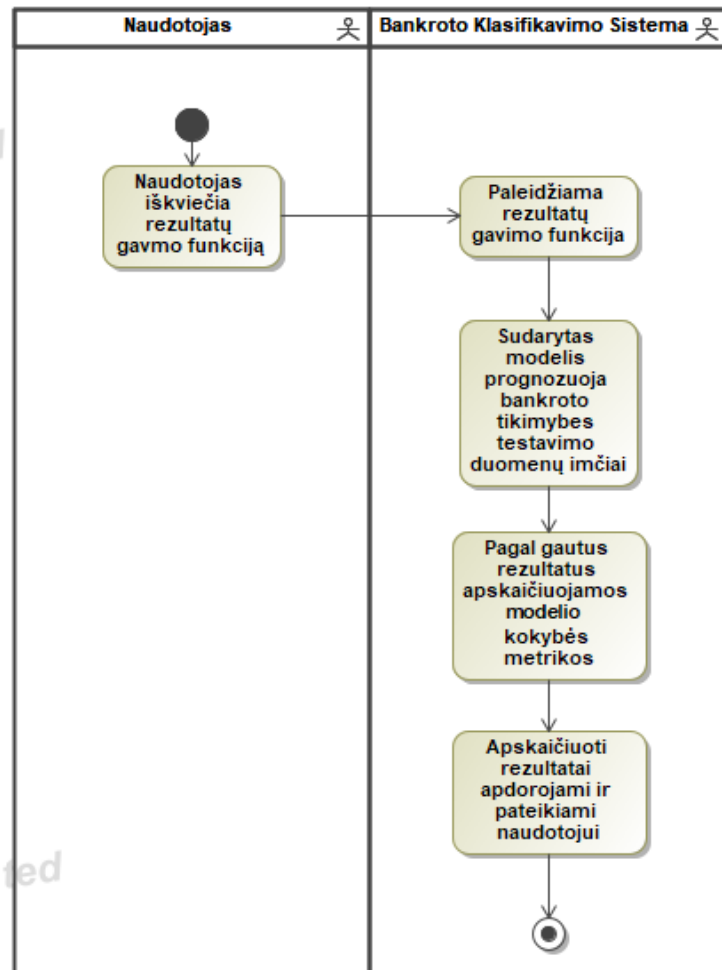 Naudotojas
Bankroto Klasifikavimo Sistema
Naudotojas
iškviečia
rezultatų
gavmo funkciją
Paleidžiama
rezultatų
gavimo funkcija
Sudarytas
modelis
prognozuoja
bankroto
tikimybes
testavimo
duomenų imčiai
Pagal gautus
rezultatus
apskaičiuojamos
modelio
kokybės
metrikos
Apskaičiuoti
rezultatai
apdorojami ir
pateikiami
naudotojui
ted